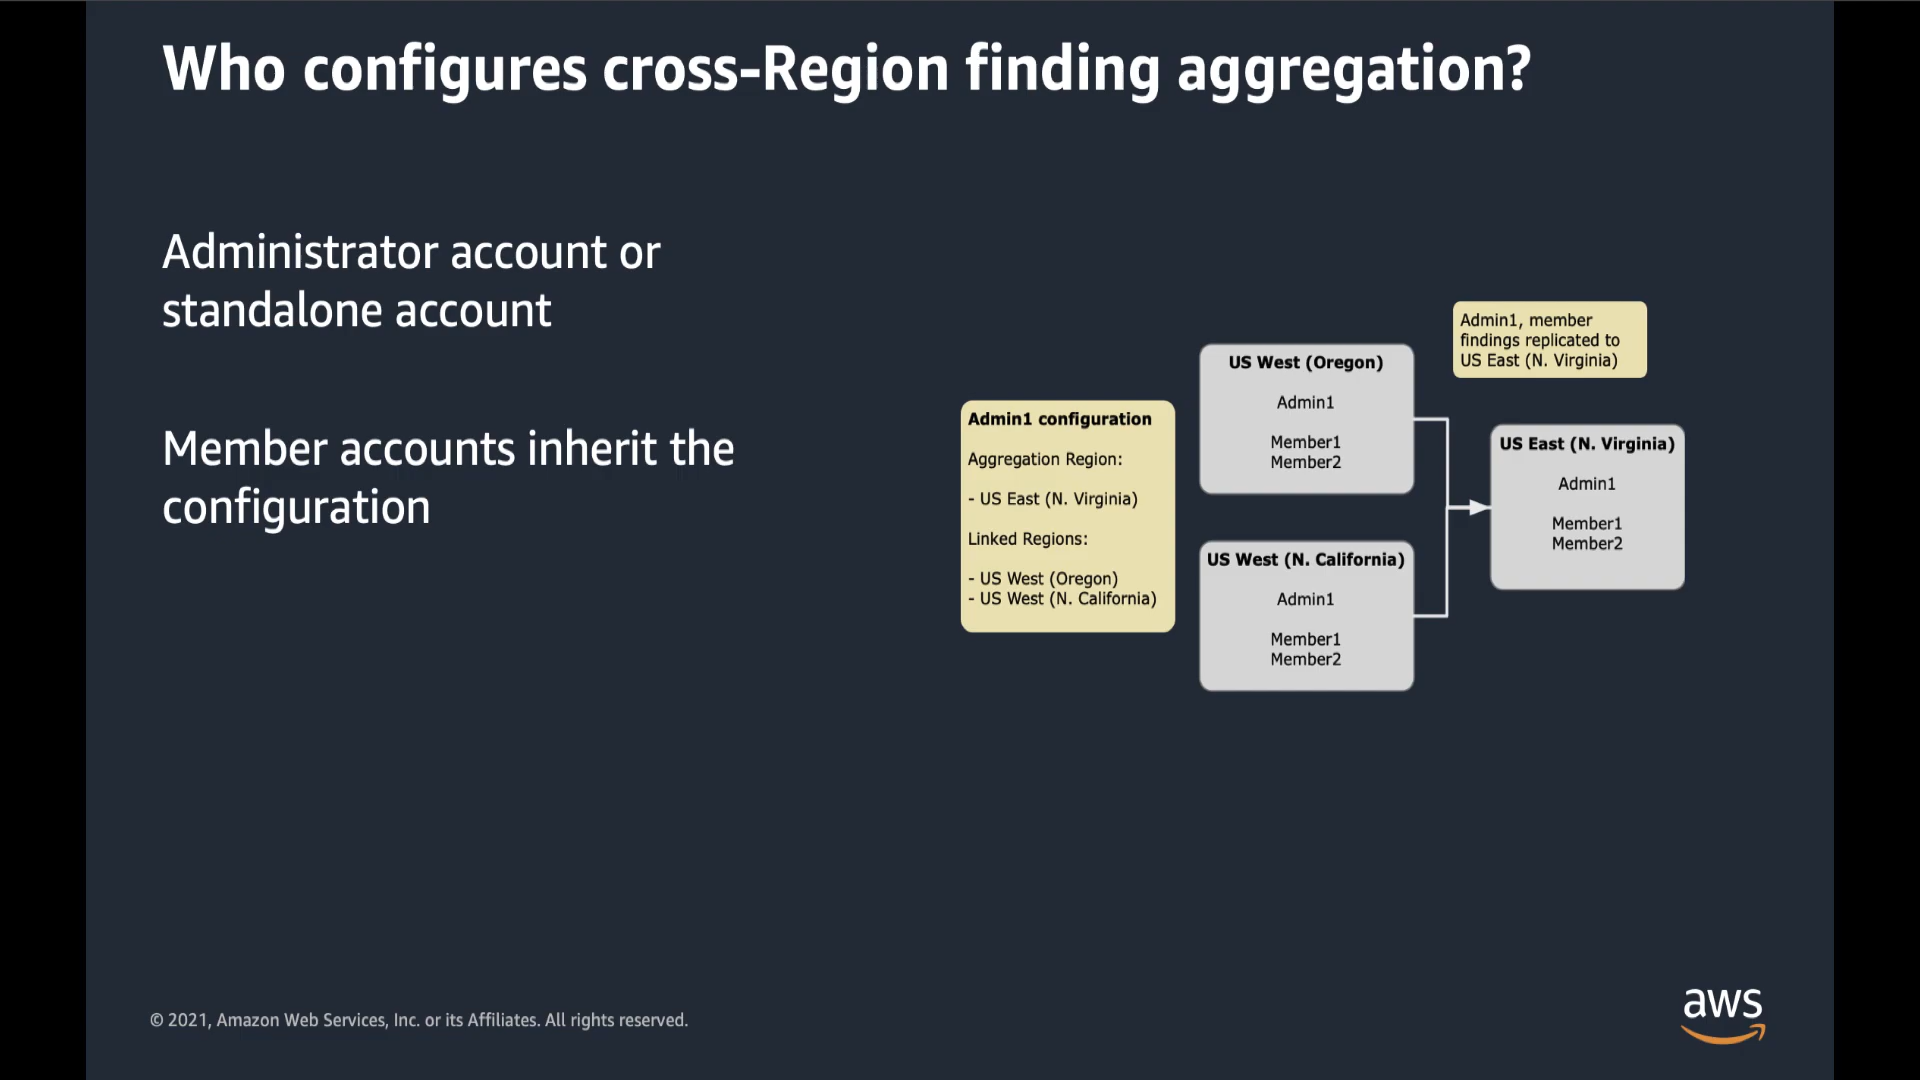 Who configures cross-Region finding aggregation?
Administrator account or
standalone account
Member accounts inherit the
configuration
Admin1 configuration
Aggregation Region:
- US East (N. Virginia)
Linked Regions:
- US West (Oregon)
- US West (N. California)
US West (Oregon)
Admin1
Member1
Member2
US West (N. California)
Admin1
Member1
Member2
Admin1, member
findings replicated to
US East (N. Virginia)
US East (N. Virginia)
Admin1
Member1
Member2
© 2021, Amazon Web Services, Inc. or its Affiliates. All rights reserved.
aws